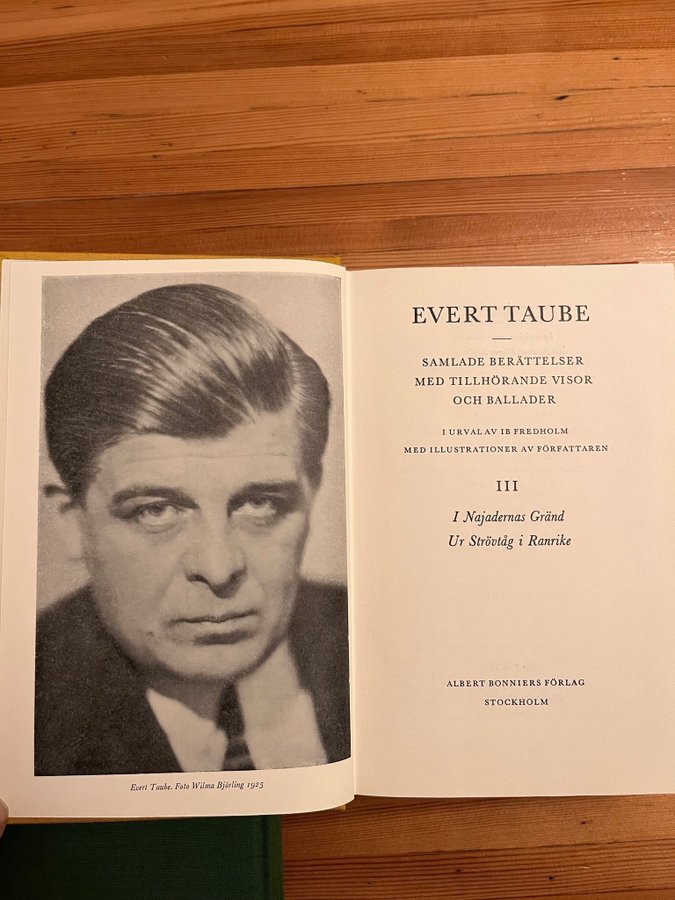 Evert Taube. Foto Wilma Björling 1925
EVERT TAUBE
SAMLADE BERÄTTELSER
MED TILLHÖRANDE VISOR
OCH BALLADER
I URVAL AV IB FREDHOLM
MED ILLUSTRATIONER AV FÖRFATTAREN
III
I Najadernas Gränd
Ur Strövtåg i Ranrike
ALBERT BONNIERS FÖRLAG
STOCKHOLM